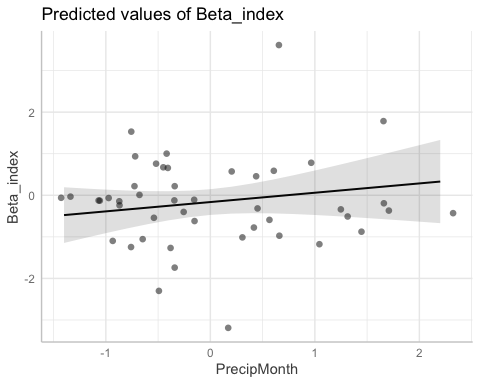 Predicted values of Beta_index
2
0
-2
Beta_index
-1
0
1
2
PrecipMonth